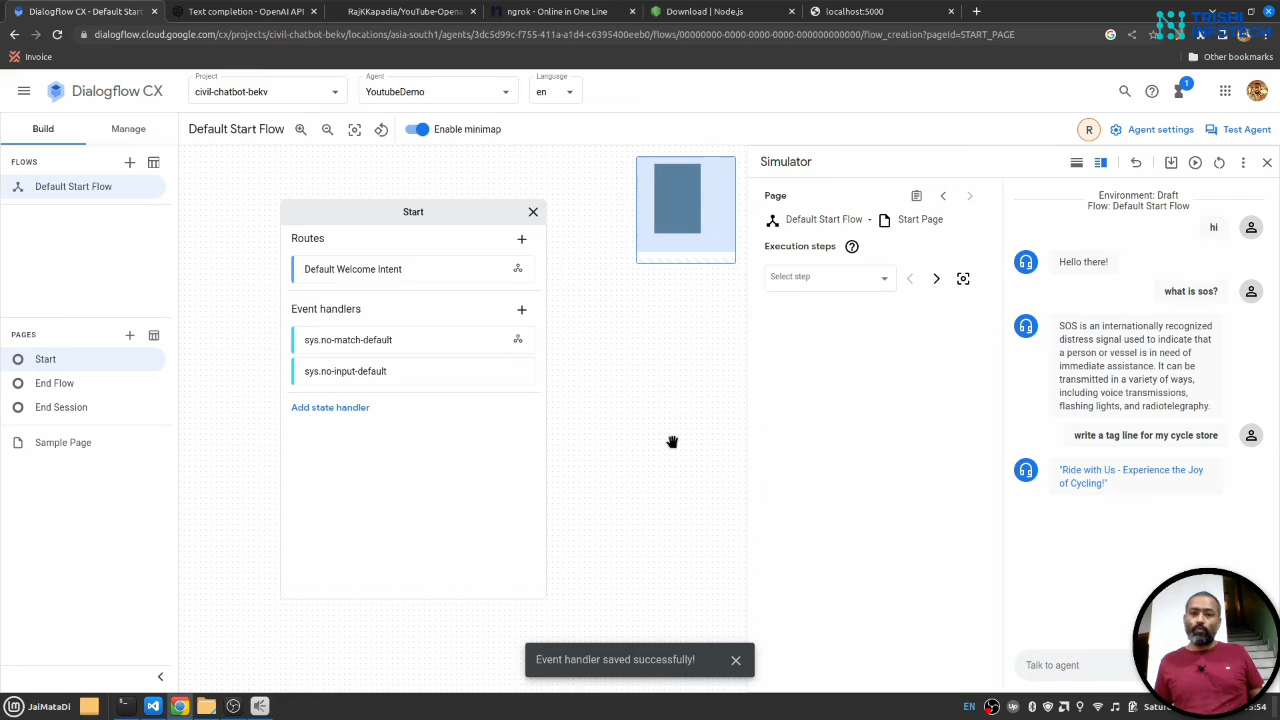 Dialogflow CX - Default Start
Text completion - OpenAI API
RajKKapadia/YouTube-Opena
ngrok - Online in One Line
Download | Node.js
localhost:5000
dialogflow.cloud.google.com/cx/projects/civil-chatbot-bekv/locations/asia-south1/agents/34c5d99c-f755-411a-a1d4-c6395400eeb0/flows/00000000-0000-0000-0000-000000000000/flow_creation?pageId=START_PAGE
TRISHI
INFOTECH
Invoice
Other bookmarks
Dialogflow CX
Project
civil-chatbot-bekv
Agent
YoutubeDemo
Language
en
1
Build
Manage
Default Start Flow
Enable minimap
R
Agent settings
Test Agent
FLOWS
Default Start Flow
PAGES
Start
End Flow
End Session
Sample Page
Start
Routes
Default Welcome Intent
Event handlers
sys.no-match-default
sys.no-input-default
Add state handler
Simulator
Page
Default Start Flow - Start Page
Execution steps
Select step
Environment: Draft
Flow: Default Start Flow
hi
Hello there!
what is sos?
SOS is an internationally recognized
distress signal used to indicate that
a person or vessel is in need of
immediate assistance. It can be
transmitted in a variety of ways,
including voice transmissions,
flashing lights, and radiotelegraphy.
write a tag line for my cycle store
"Ride with Us - Experience the Joy
of Cycling!"
Talk to agent
Event handler saved successfully!
JaiMataDi
EN
Up